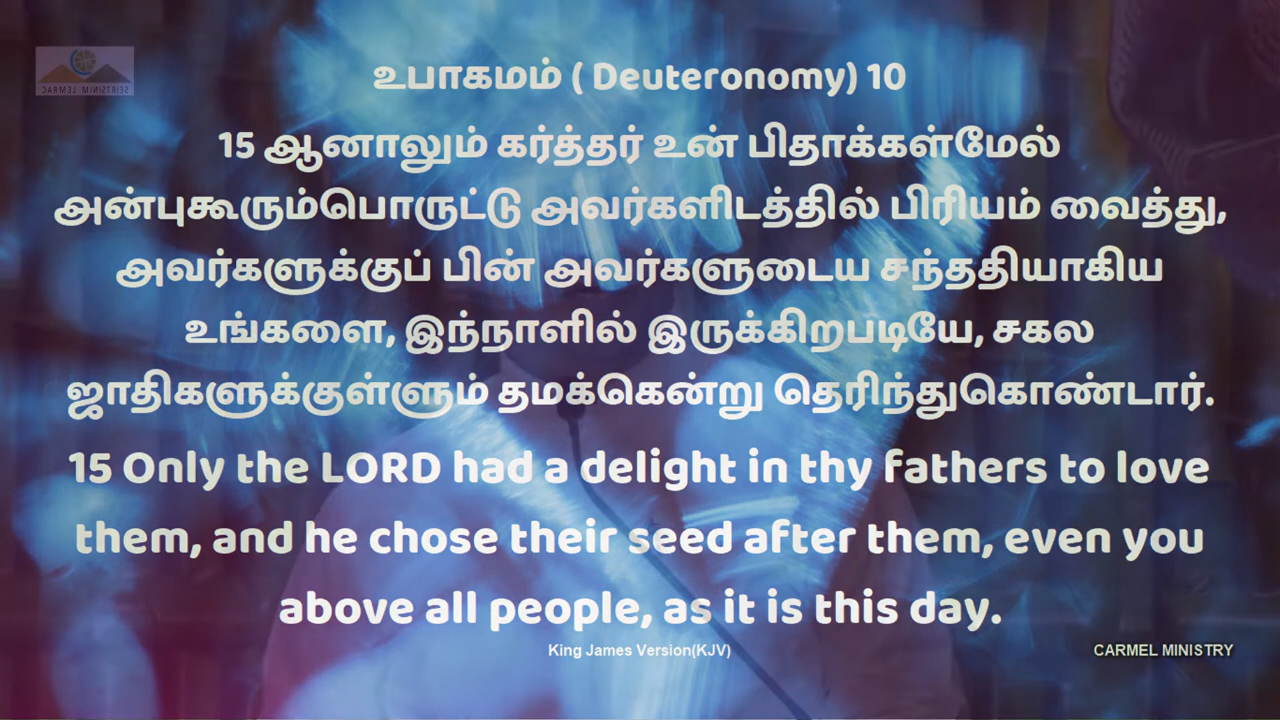 CARMEL MINISTRIES
உபாகமம் ( Deuteronomy) 10
15 ஆனாலும் கர்த்தர் உன் பிதாக்கள்மேல்
அன்புகூரும்பொருட்டு அவர்களிடத்தில் பிரியம் வைத்து,
அவர்களுக்குப் பின் அவர்களுடைய சந்ததியாகிய
உங்களை, இந்நாளில் இருக்கிறபடியே, சகல
ஜாதிகளுக்குள்ளும் தமக்கென்று தெரிந்துகொண்டார்.
15 Only the LORD had a delight in thy fathers to love
them, and he chose their seed after them, even you
above all people, as it is this day.
King James Version(KJV)
CARMEL MINISTRY